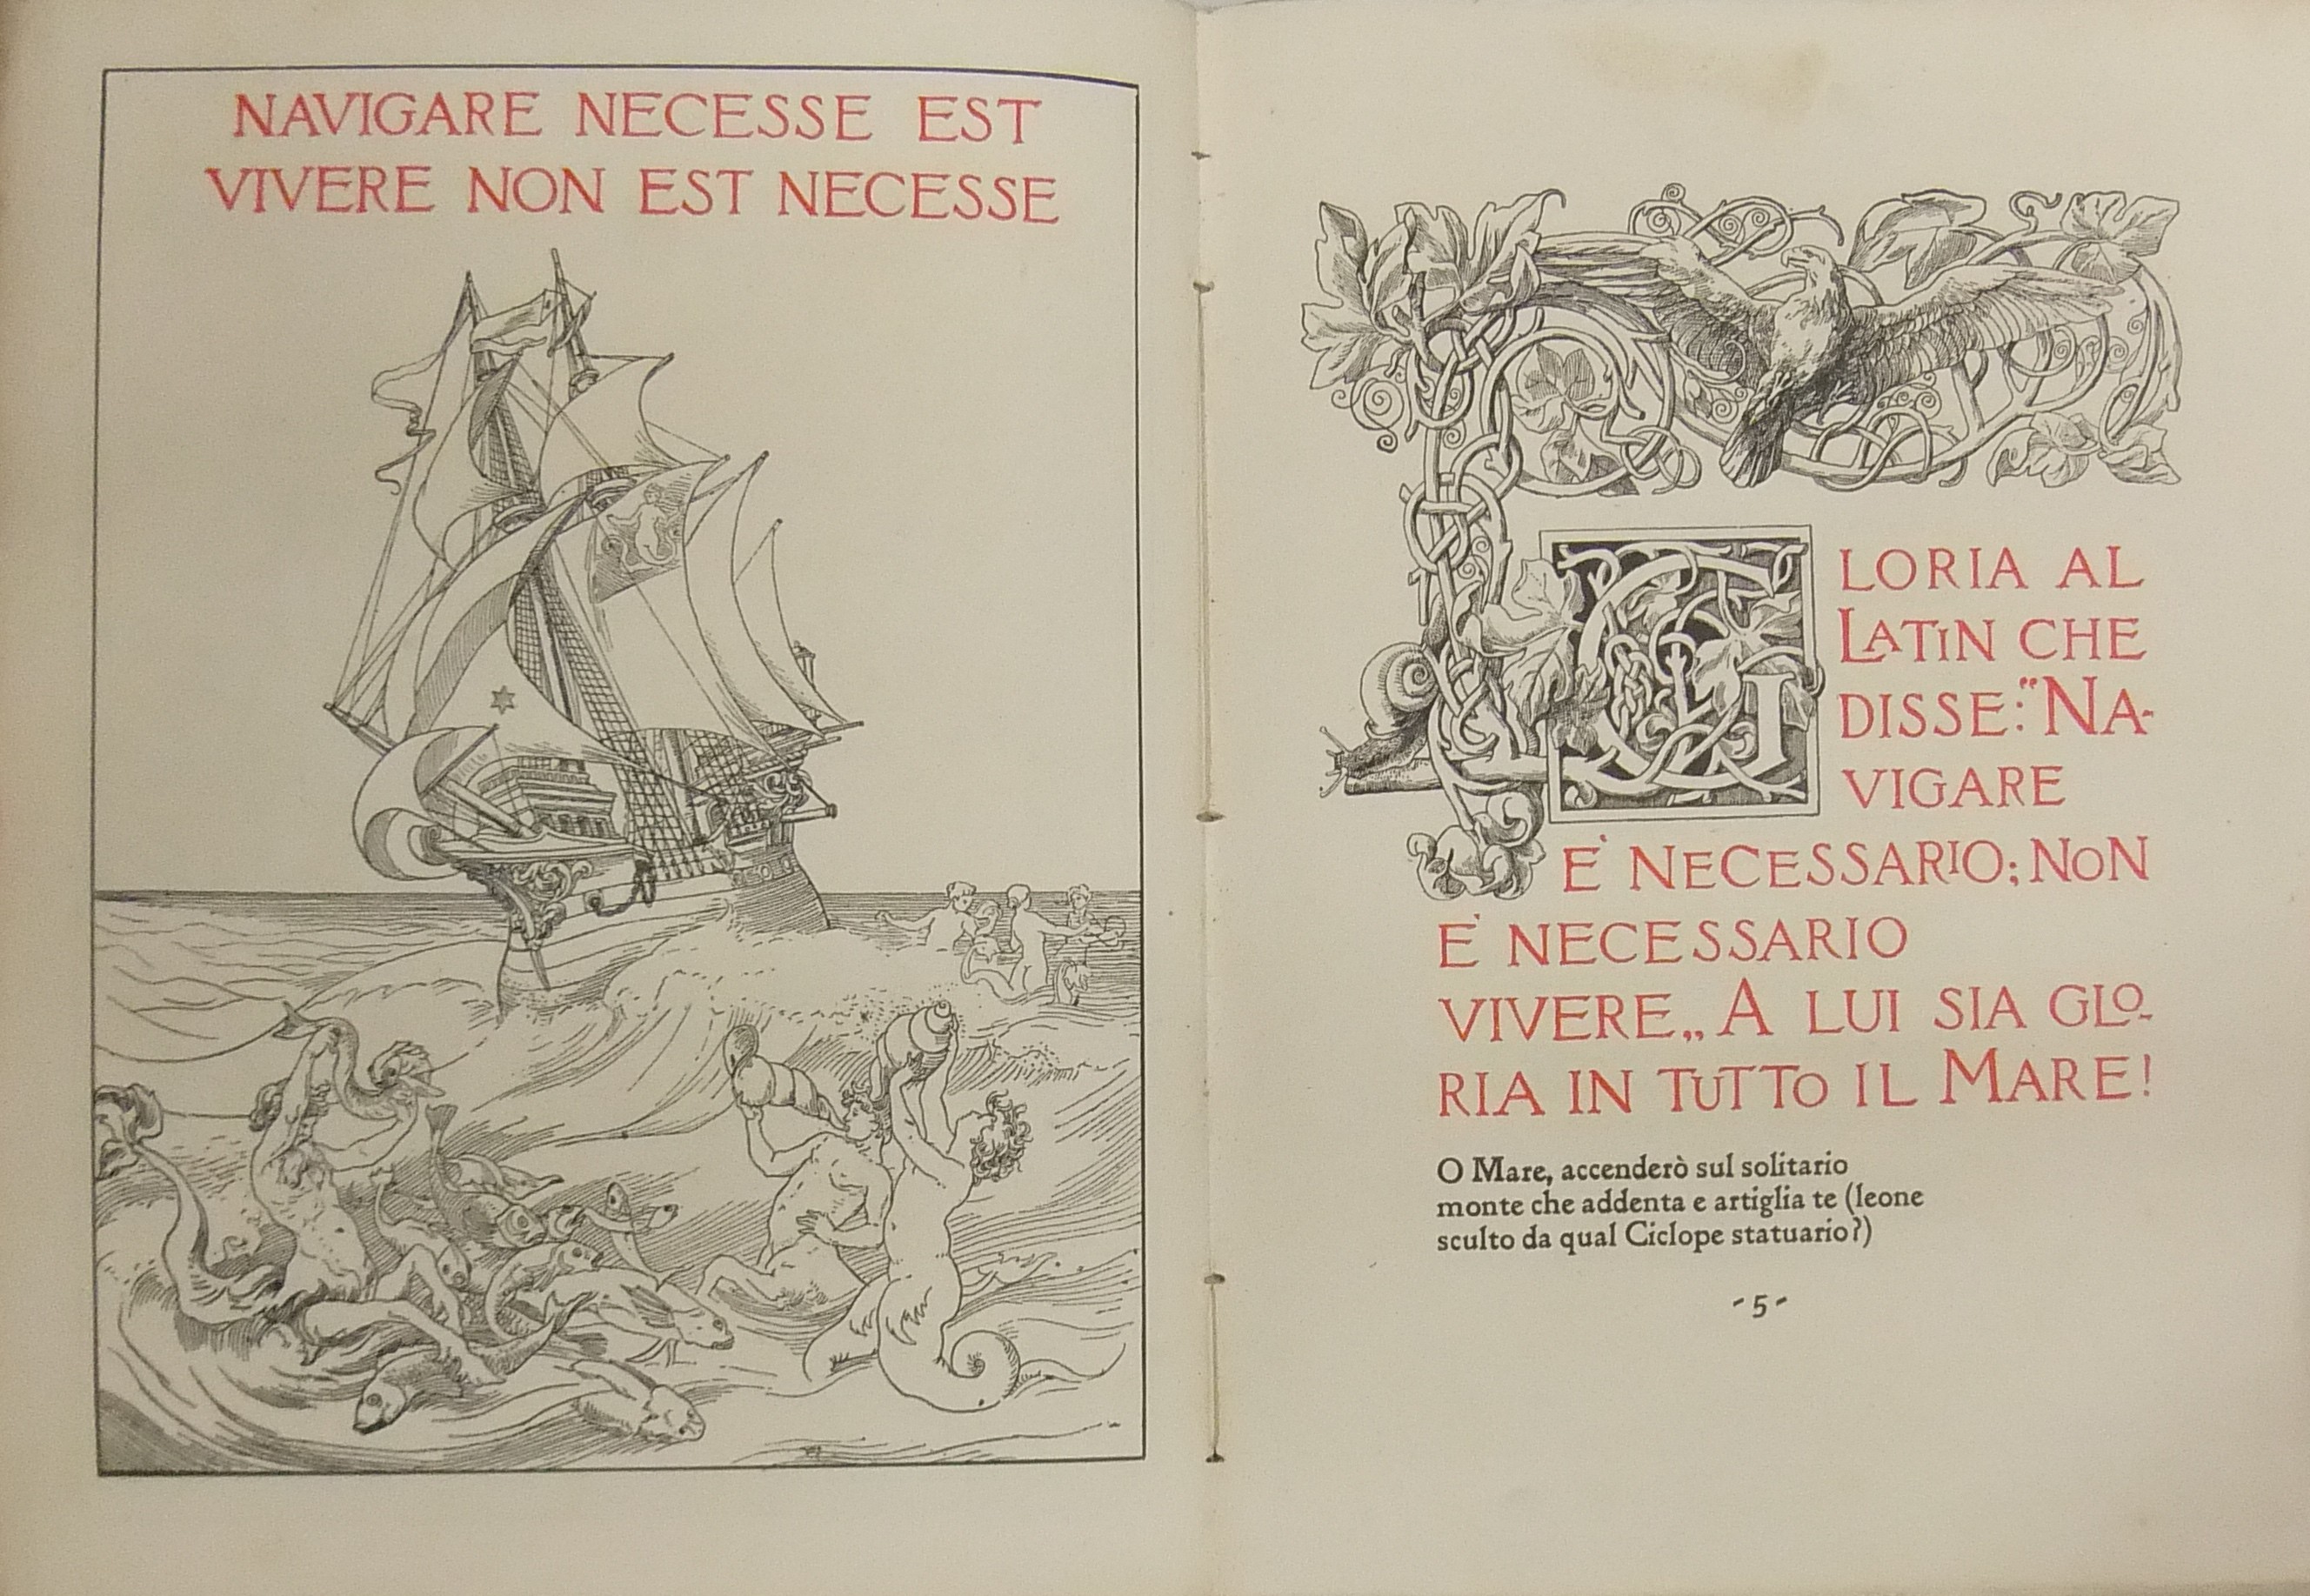 NAVIGARE NECESSE EST
VIVERE NON EST NECESSE
GLORIA AL
LATIN CHE
DISSE: "NA-
VIGARE
E' NECESSARIO; NON
E' NECESSARIO
VIVERE„ A LUI SIA GLO-
RIA IN TUTTO IL MARE!
O Mare, accenderò sul solitario
monte che addenta e artiglia te (leone
sculto da qual Ciclope statuario?)
- 5 -